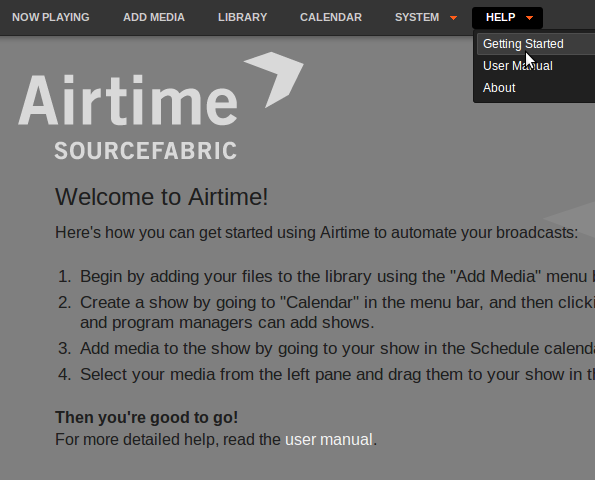 NOW PLAYING ADD MEDIA LIBRARY CALENDAR SYSTEM HELP
Getting Started
User Manual
About
Airtime
SOURCEFABRIC
Welcome to Airtime!
Here's how you can get started using Airtime to automate your broadcasts:
1. Begin by adding your files to the library using the "Add Media" menu
2. Create a show by going to "Calendar" in the menu bar, and then clicki
and program managers can add shows.
3. Add media to the show by going to your show in the Schedule calenda
4. Select your media from the left pane and drag them to your show in th
Then you're good to go!
For more detailed help, read the user manual.